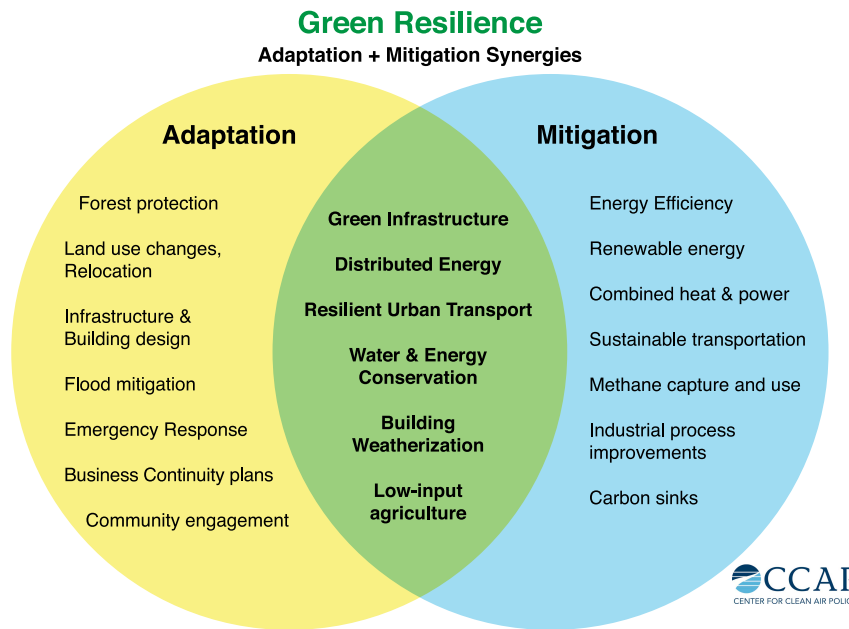 Green Resilience
Adaptation + Mitigation Synergies
Adaptation
Forest protection
Land use changes,
Relocation
Infrastructure &
Building design
Flood mitigation
Emergency Response
Business Continuity plans
Community engagement
Green Infrastructure
Distributed Energy
Resilient Urban Transport
Water & Energy
Conservation
Building
Weatherization
Low-input
agriculture
Mitigation
Energy Efficiency
Renewable energy
Combined heat & power
Sustainable transportation
Methane capture and use
Industrial process
improvements
Carbon sinks
CCAP
CENTER FOR CLEAN AIR POLIC